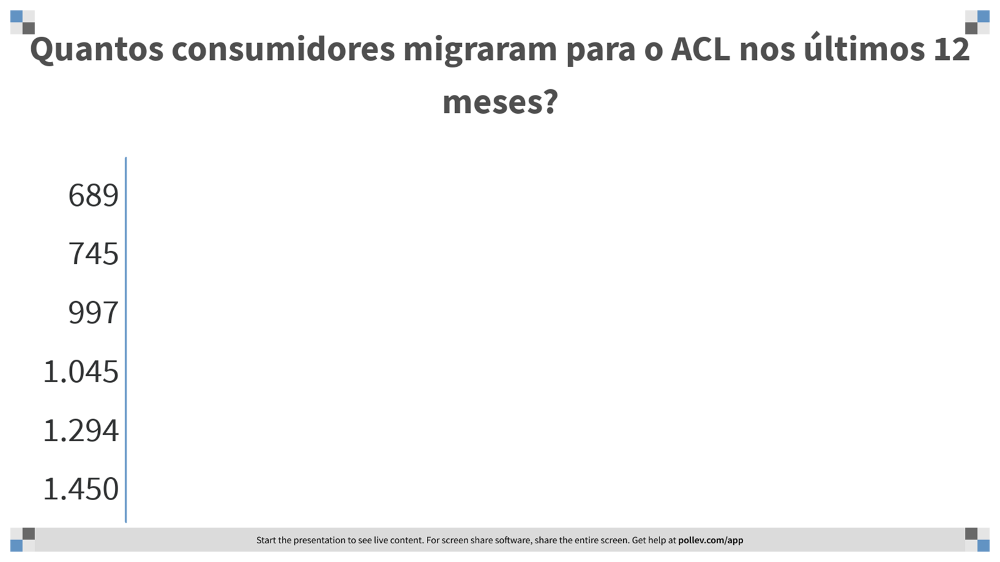 Quantos consumidores migraram para o ACL nos últimos 12
meses?
689
745
997
1.045
1.294
1.450
Start the presentation to see live content. For screen share software, share the entire screen. Get help at pollev.com/app